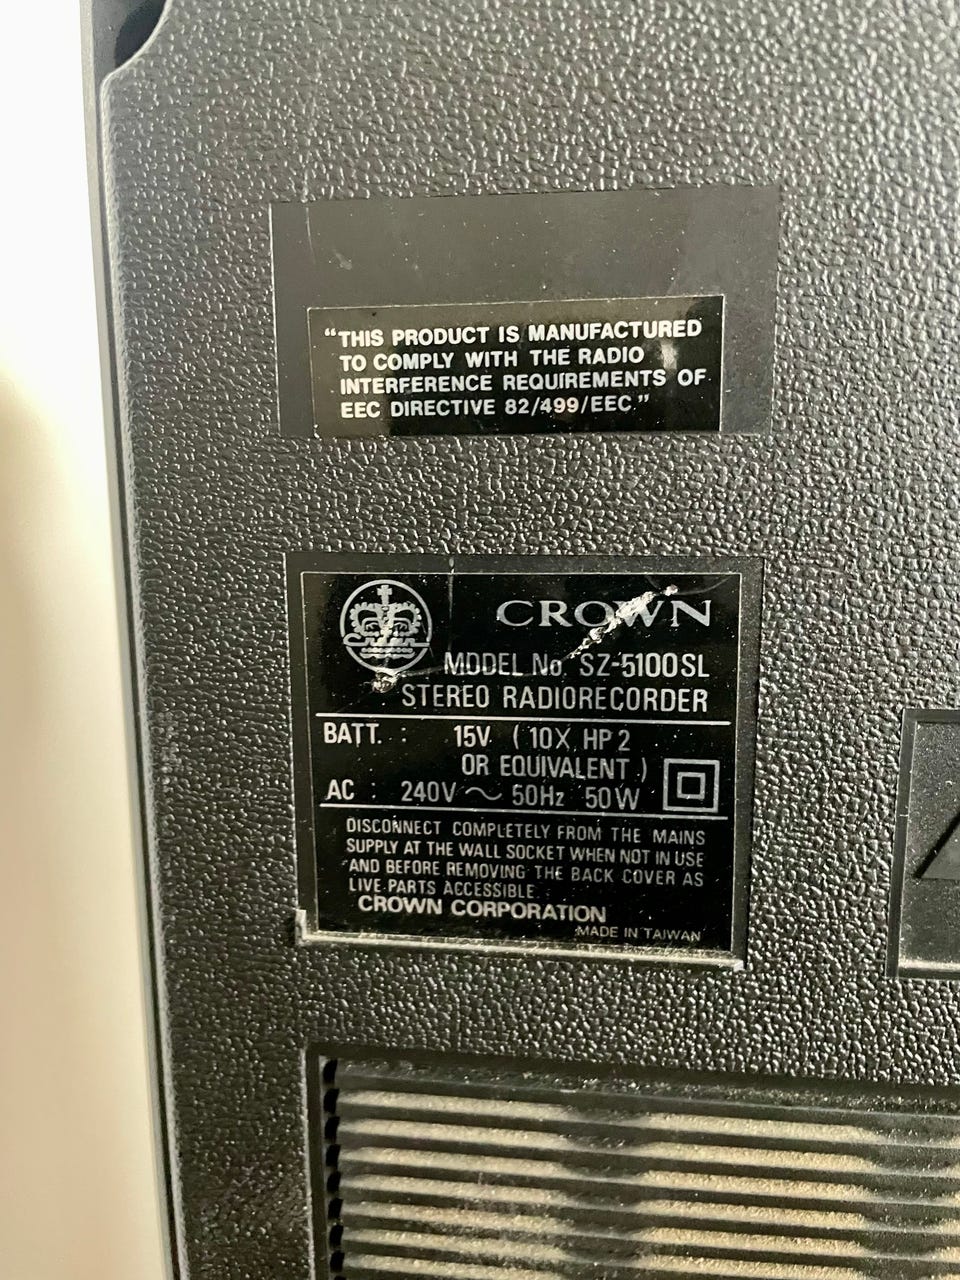 “THIS PRODUCT IS MANUFACTURED
TO COMPLY WITH THE RADIO
INTERFERENCE REQUIREMENTS OF
EEC DIRECTIVE 82/499/EEC.”
CROWN
MODEL No SZ-5100SL
STEREO RADIORECORDER
BATT. : 15V (10X HP2
OR EQUIVALENT)
AC : 240V ~ 50Hz 50W
DISCONNECT COMPLETELY FROM THE MAINS
SUPPLY AT THE WALL SOCKET WHEN NOT IN USE
AND BEFORE REMOVING THE BACK COVER AS
LIVE PARTS ACCESSIBLE
CROWN CORPORATION
MADE IN TAIWAN